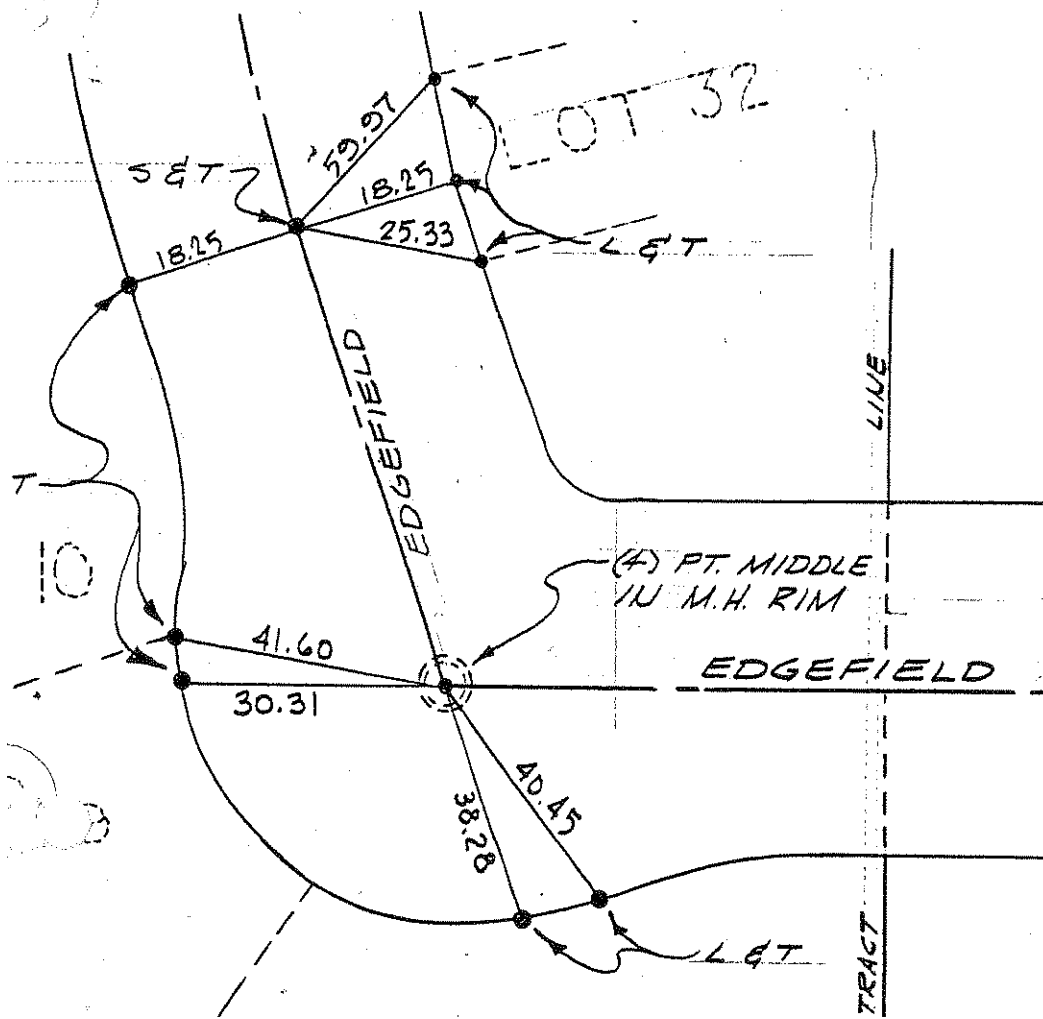 LOT 32
59.97
S & T
18.25
25.33
18.25
L & T
EDGEFIELD
LINE
T
10
(4) PT. MIDDLE
IN M.H. RIM
41.60
EDGEFIELD
30.31
40.45
38.28
L & T
TRACT